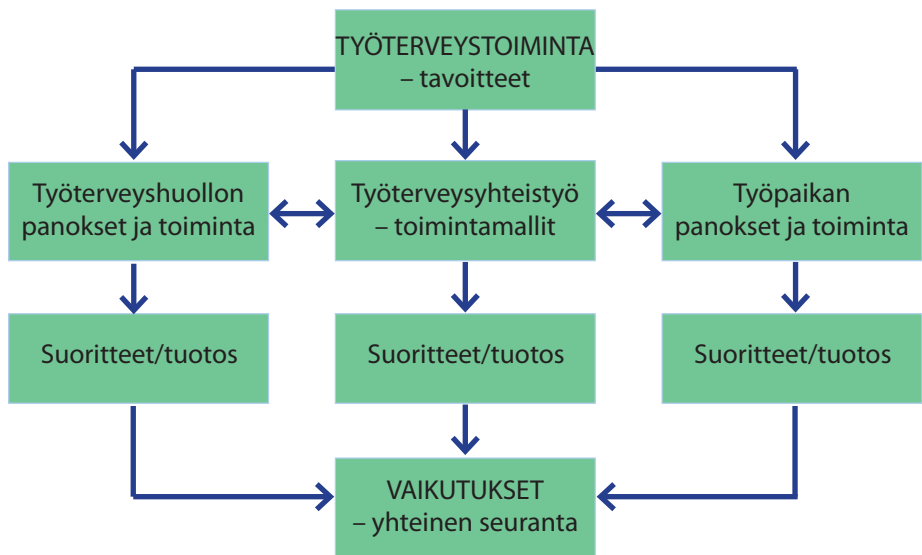 TYÖTERVEYSTOIMINTA
– tavoitteet
Työterveyshuollon
panokset ja toiminta
Työterveysyhteistyö
– toimintamallit
Työpaikan
panokset ja toiminta
Suoritteet/tuotos
Suoritteet/tuotos
Suoritteet/tuotos
VAIKUTUKSET
– yhteinen seuranta